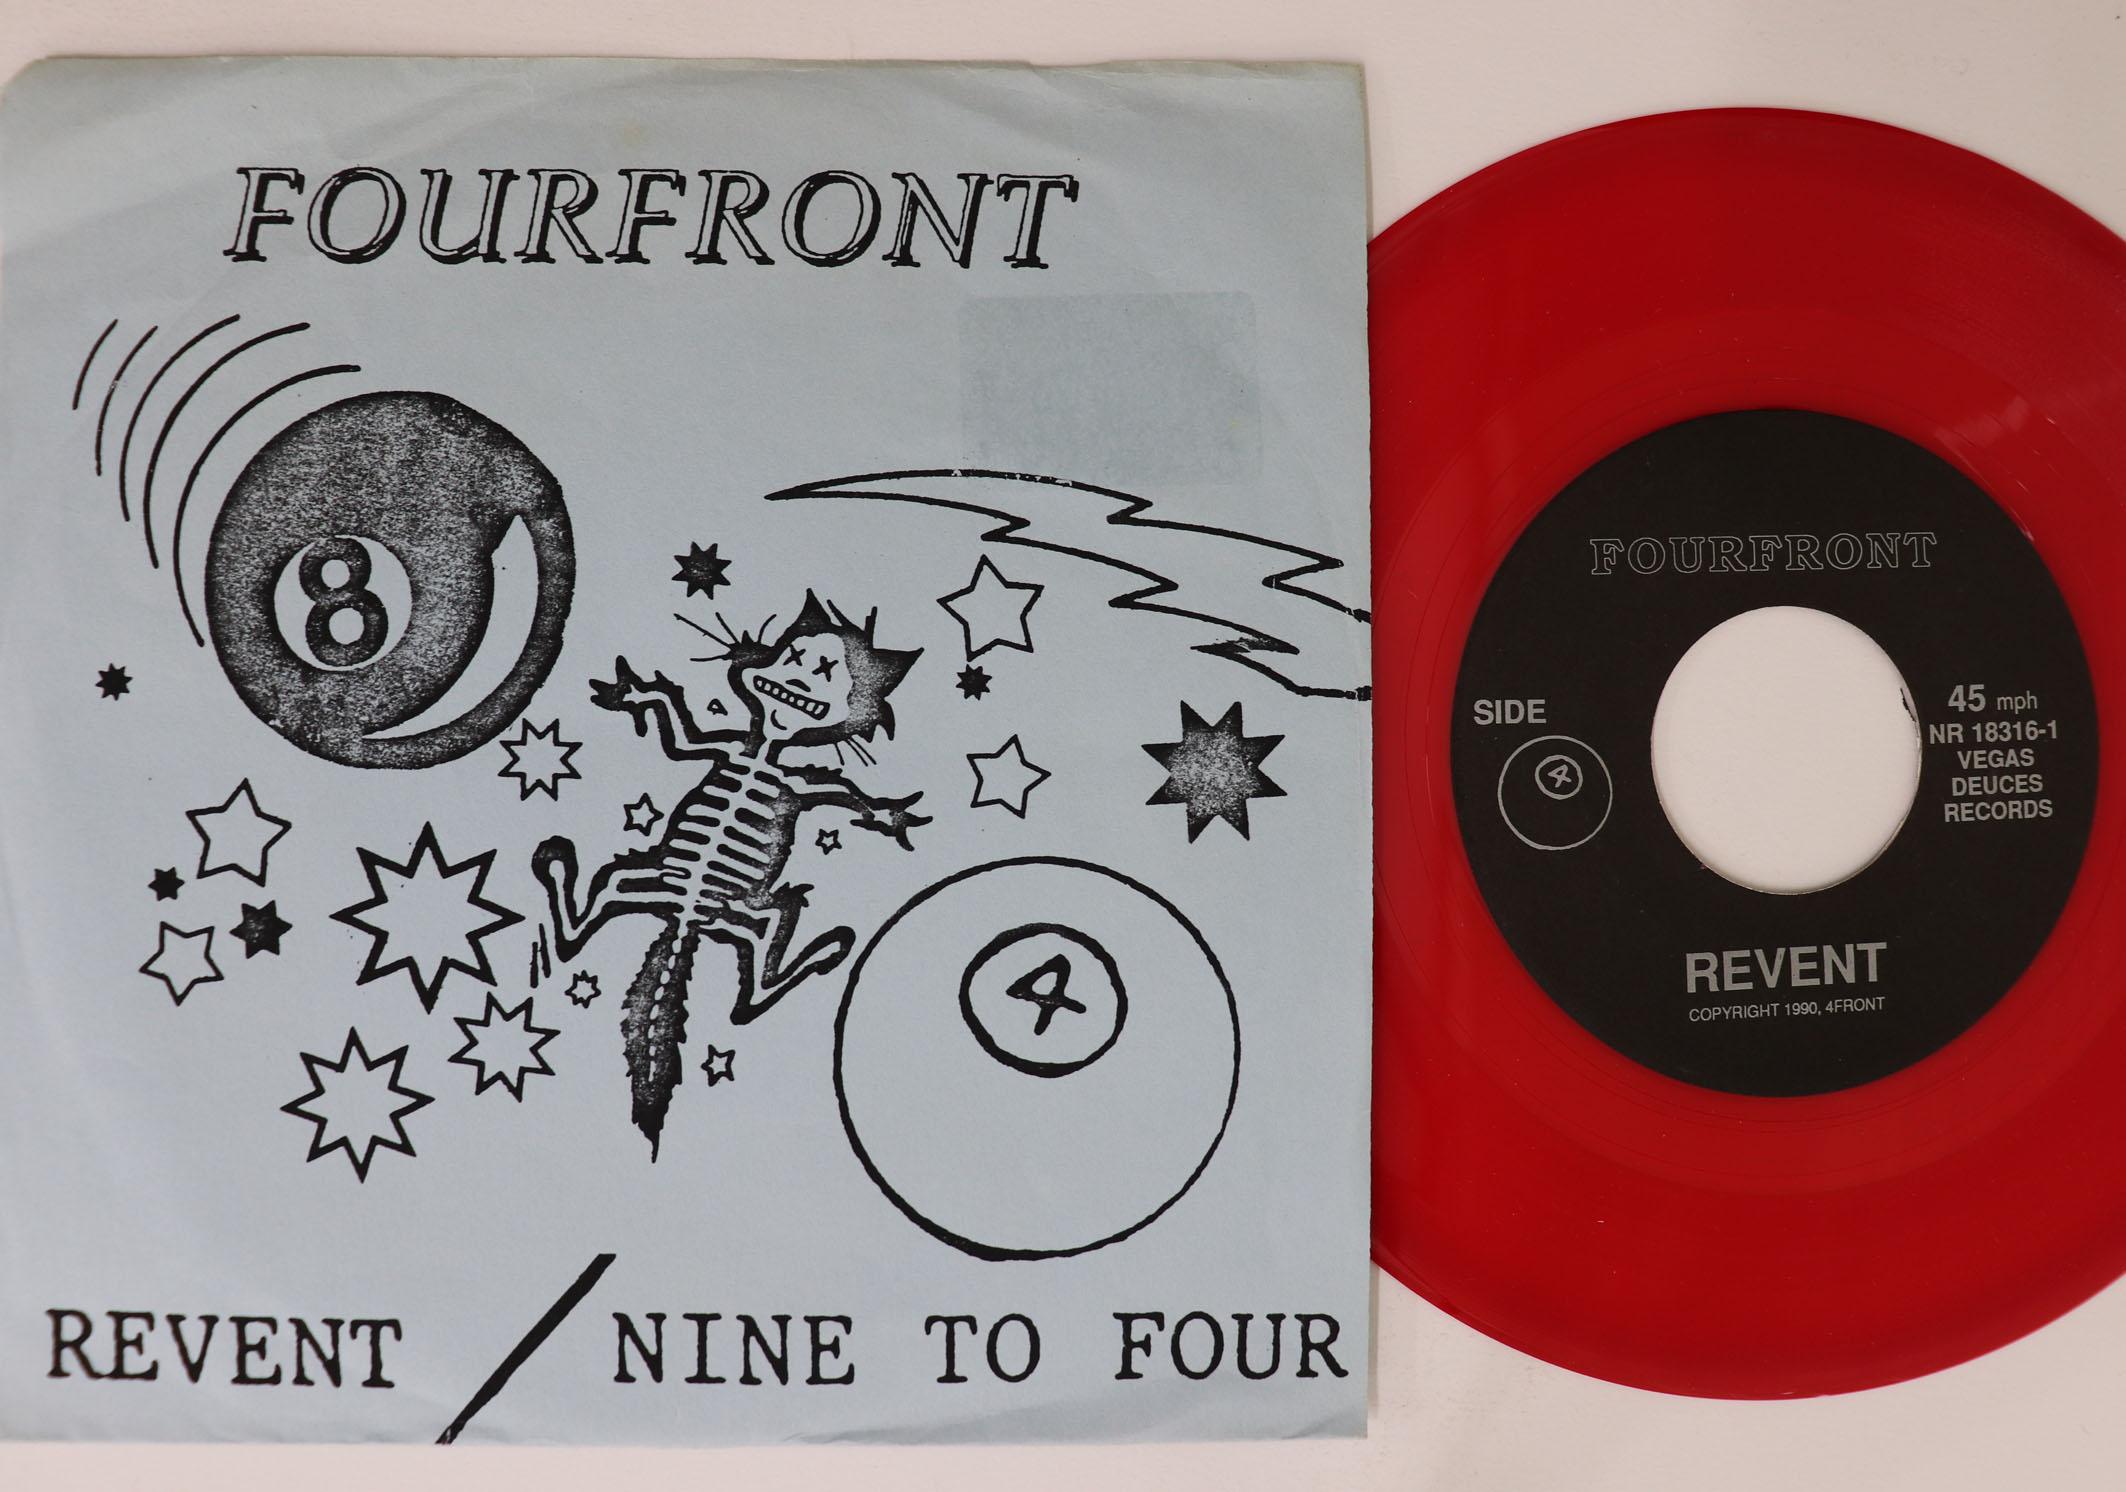 FOURFRONT
8
4
REVENT / NINE TO FOUR
FOURFRONT
SIDE
4
45 mph
NR 18316-1
VEGAS
DEUCES
RECORDS
REVENT
COPYRIGHT 1990, 4FRONT